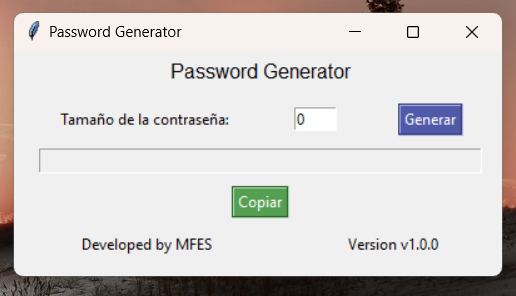 Password Generator
Password Generator
Tamaño de la contraseña: 0 Generar
Copiar
Developed by MFES Version v1.0.0